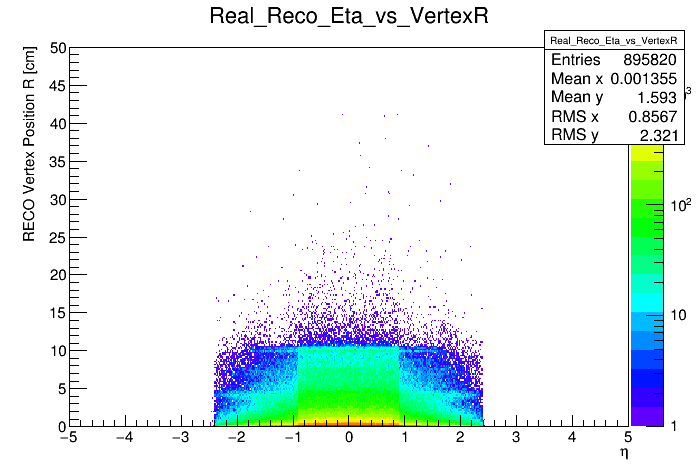 Real_Reco_Eta_vs_VertexR
Real_Reco_Eta_vs_VertexR
Entries 895820
Mean x 0.001355
Mean y 1.593
RMS x 0.8567
RMS y 2.321
RECO Vertex Position R [cm]
50
45
40
35
30
25
20
15
10
5
0
−5 −4 −3 −2 −1 0 1 2 3 4 5
η
3
10²
10
1